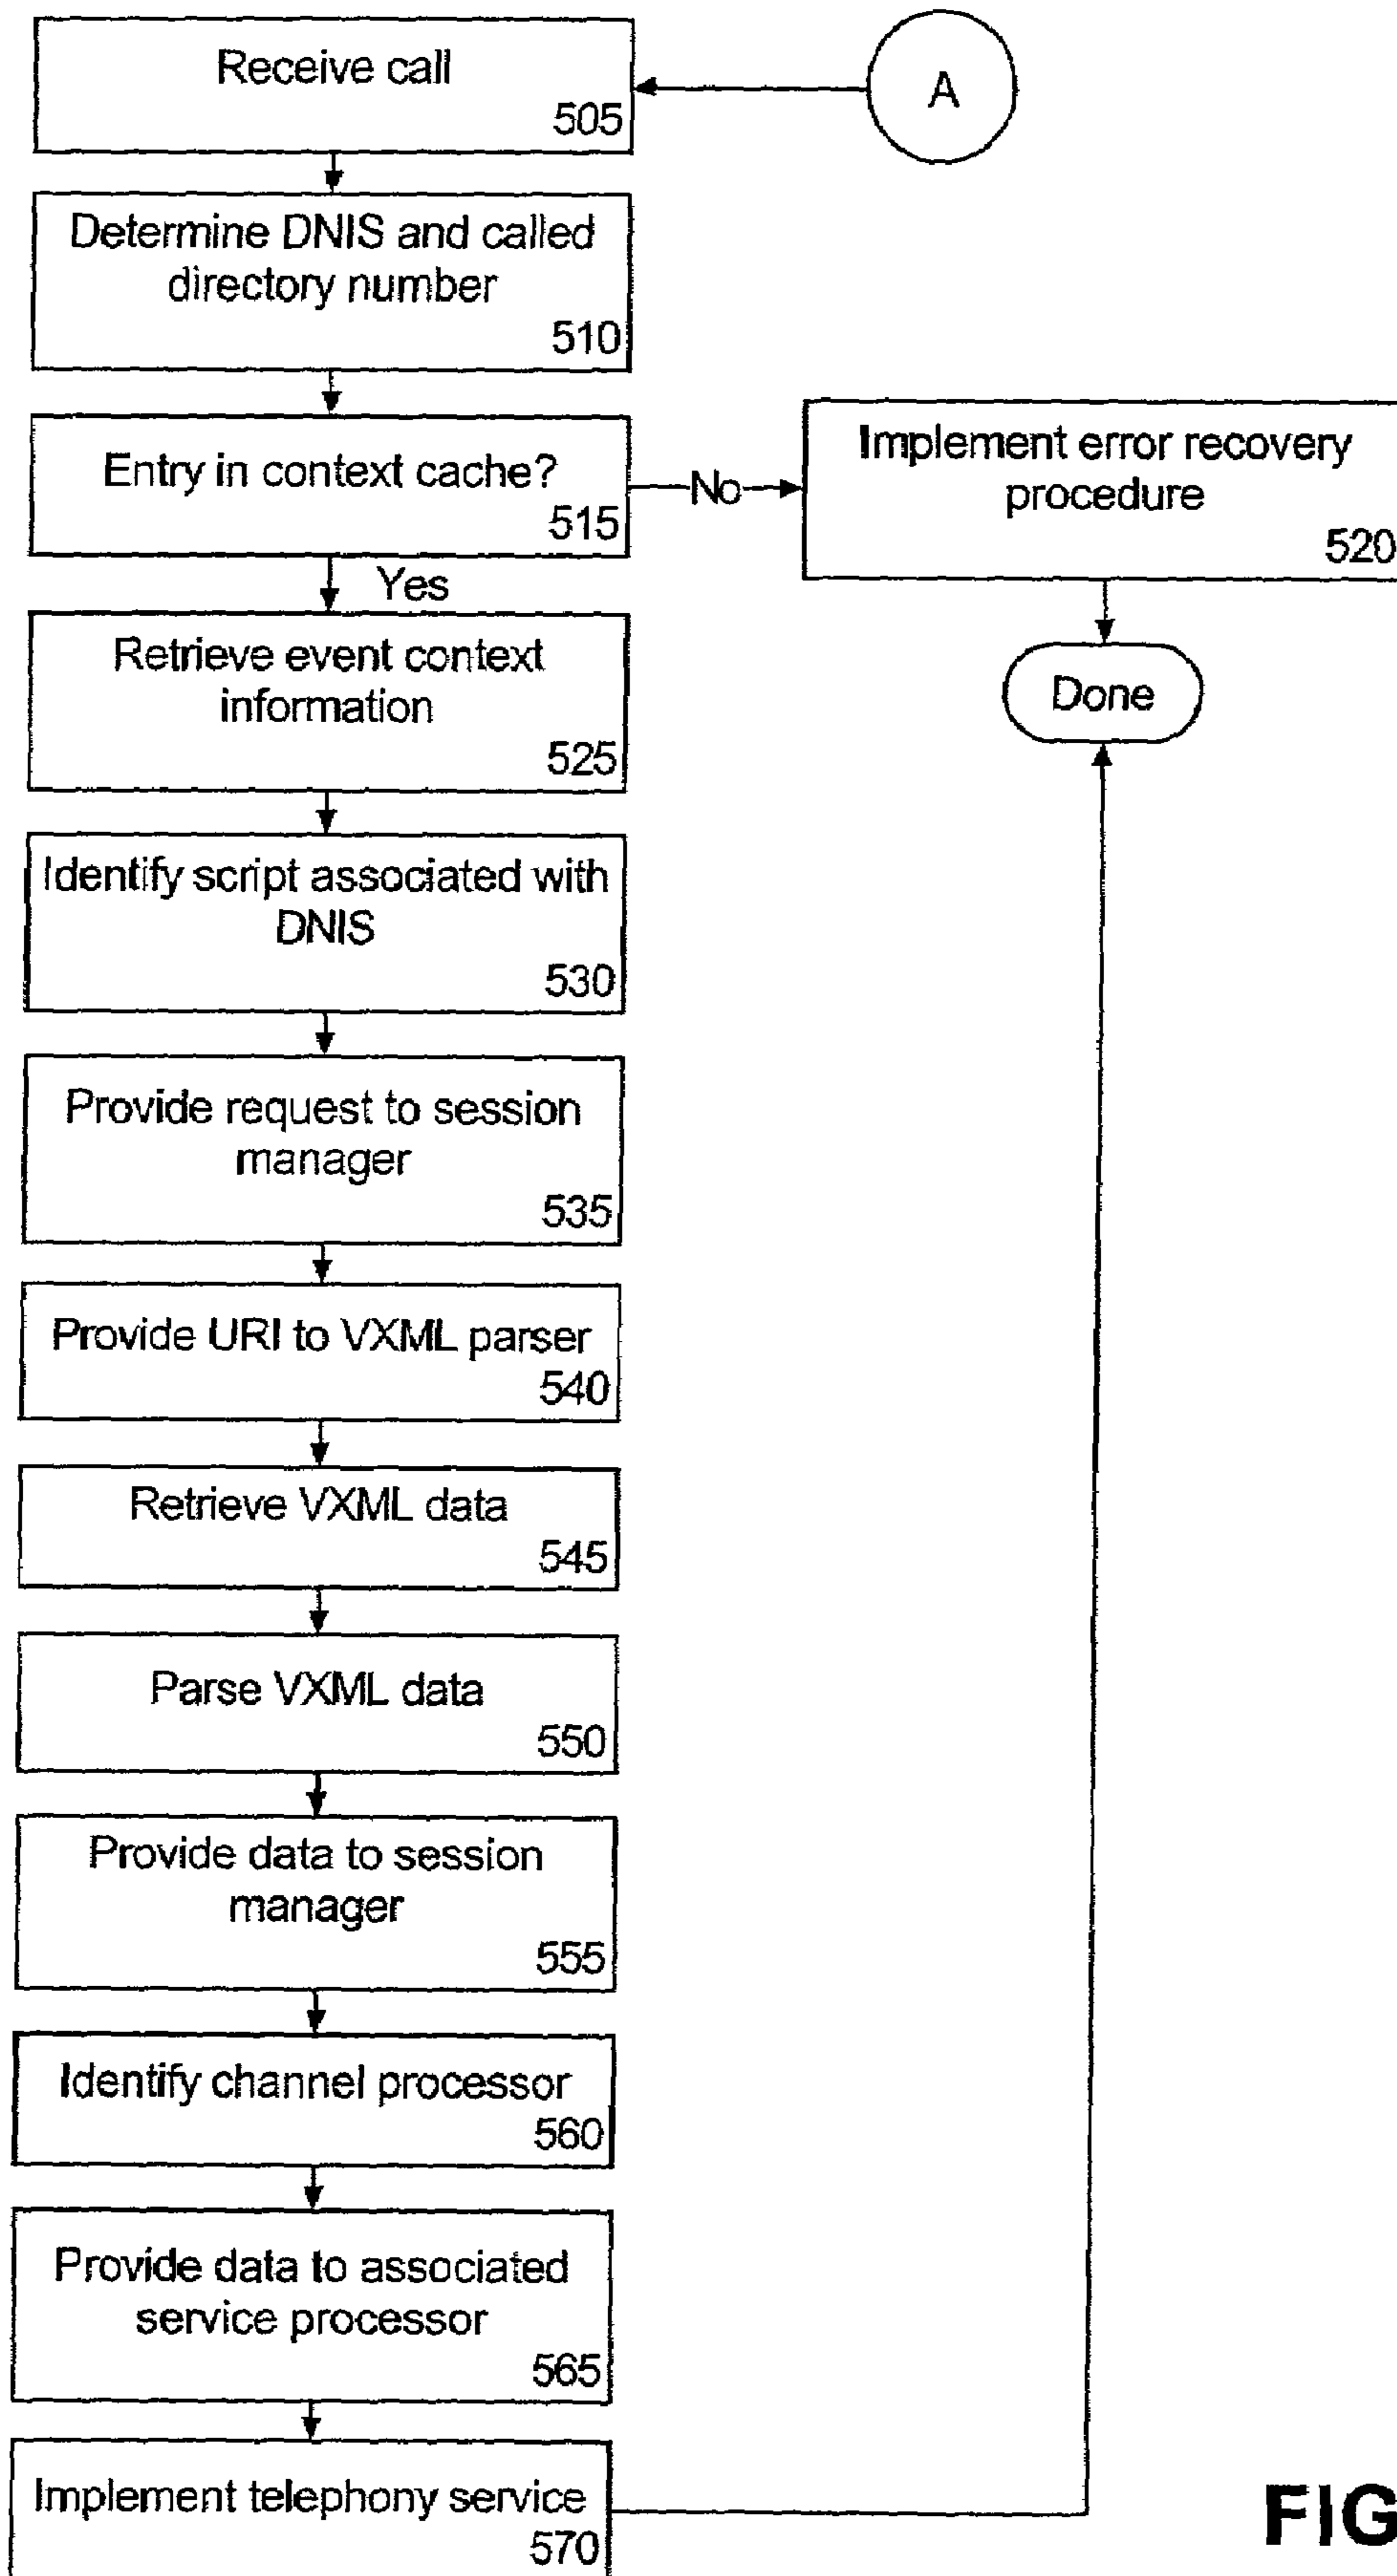 Receive call
505
A
Determine DNIS and called
directory number
510
Entry in context cache?
515
No
Implement error recovery
procedure
520
Yes
Done
Retrieve event context
information
525
Identify script associated with
DNIS
530
Provide request to session
manager
535
Provide URI to VXML parser
540
Retrieve VXML data
545
Parse VXML data
550
Provide data to session
manager
555
Identify channel processor
560
Provide data to associated
service processor
565
Implement telephony service
570
FIG